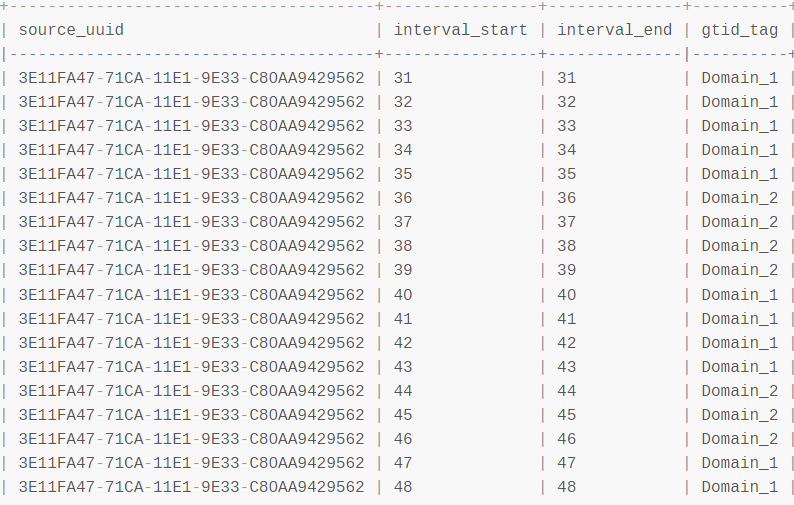 +--------------------------------------+----------------+--------------+----------+
| source_uuid                          | interval_start | interval_end | gtid_tag |
|--------------------------------------+----------------+--------------|----------+
| 3E11FA47-71CA-11E1-9E33-C80AA9429562 | 31             | 31           | Domain_1 |
| 3E11FA47-71CA-11E1-9E33-C80AA9429562 | 32             | 32           | Domain_1 |
| 3E11FA47-71CA-11E1-9E33-C80AA9429562 | 33             | 33           | Domain_1 |
| 3E11FA47-71CA-11E1-9E33-C80AA9429562 | 34             | 34           | Domain_1 |
| 3E11FA47-71CA-11E1-9E33-C80AA9429562 | 35             | 35           | Domain_1 |
| 3E11FA47-71CA-11E1-9E33-C80AA9429562 | 36             | 36           | Domain_2 |
| 3E11FA47-71CA-11E1-9E33-C80AA9429562 | 37             | 37           | Domain_2 |
| 3E11FA47-71CA-11E1-9E33-C80AA9429562 | 38             | 38           | Domain_2 |
| 3E11FA47-71CA-11E1-9E33-C80AA9429562 | 39             | 39           | Domain_2 |
| 3E11FA47-71CA-11E1-9E33-C80AA9429562 | 40             | 40           | Domain_1 |
| 3E11FA47-71CA-11E1-9E33-C80AA9429562 | 41             | 41           | Domain_1 |
| 3E11FA47-71CA-11E1-9E33-C80AA9429562 | 42             | 42           | Domain_1 |
| 3E11FA47-71CA-11E1-9E33-C80AA9429562 | 43             | 43           | Domain_1 |
| 3E11FA47-71CA-11E1-9E33-C80AA9429562 | 44             | 44           | Domain_2 |
| 3E11FA47-71CA-11E1-9E33-C80AA9429562 | 45             | 45           | Domain_2 |
| 3E11FA47-71CA-11E1-9E33-C80AA9429562 | 46             | 46           | Domain_2 |
| 3E11FA47-71CA-11E1-9E33-C80AA9429562 | 47             | 47           | Domain_1 |
| 3E11FA47-71CA-11E1-9E33-C80AA9429562 | 48             | 48           | Domain_1 |